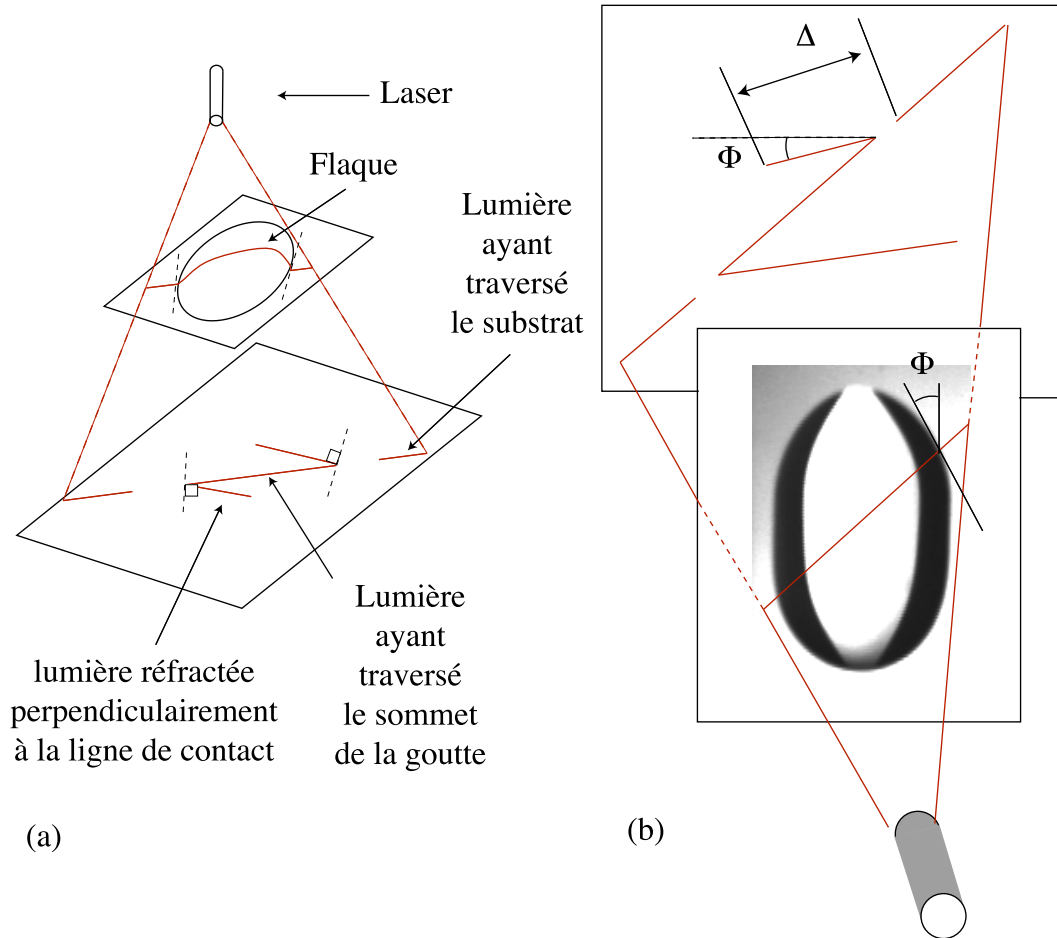 Laser
Flaque
Lumière
ayant
traversé
le substrat
Lumière
ayant
traversé
le sommet
de la goutte
lumière réfractée
perpendiculairement
à la ligne de contact
(a)
Δ
Φ
Φ
(b)